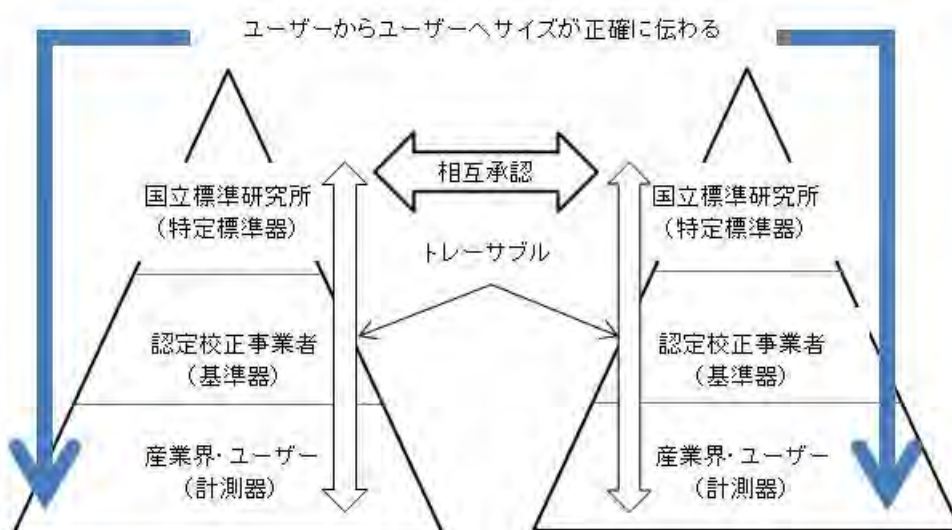 ユーザーからユーザーへサイズが正確に伝わる
相互承認
国立標準研究所
(特定標準器)
国立標準研究所
(特定標準器)
トレーサブル
認定校正事業者
(基準器)
認定校正事業者
(基準器)
産業界・ユーザー
(計測器)
産業界・ユーザー
(計測器)